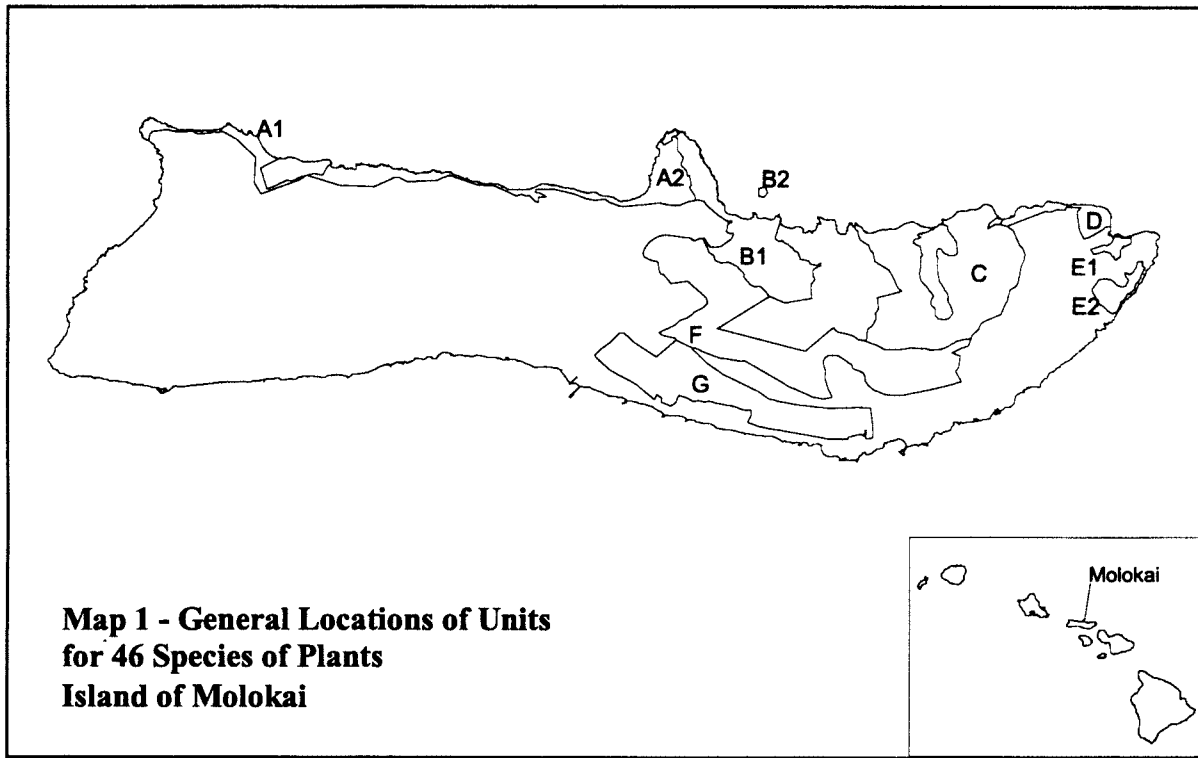 A1
A2
B2
D
B1
E1
C
E2
F
G
Molokai
Map 1 - General Locations of Units
for 46 Species of Plants
Island of Molokai